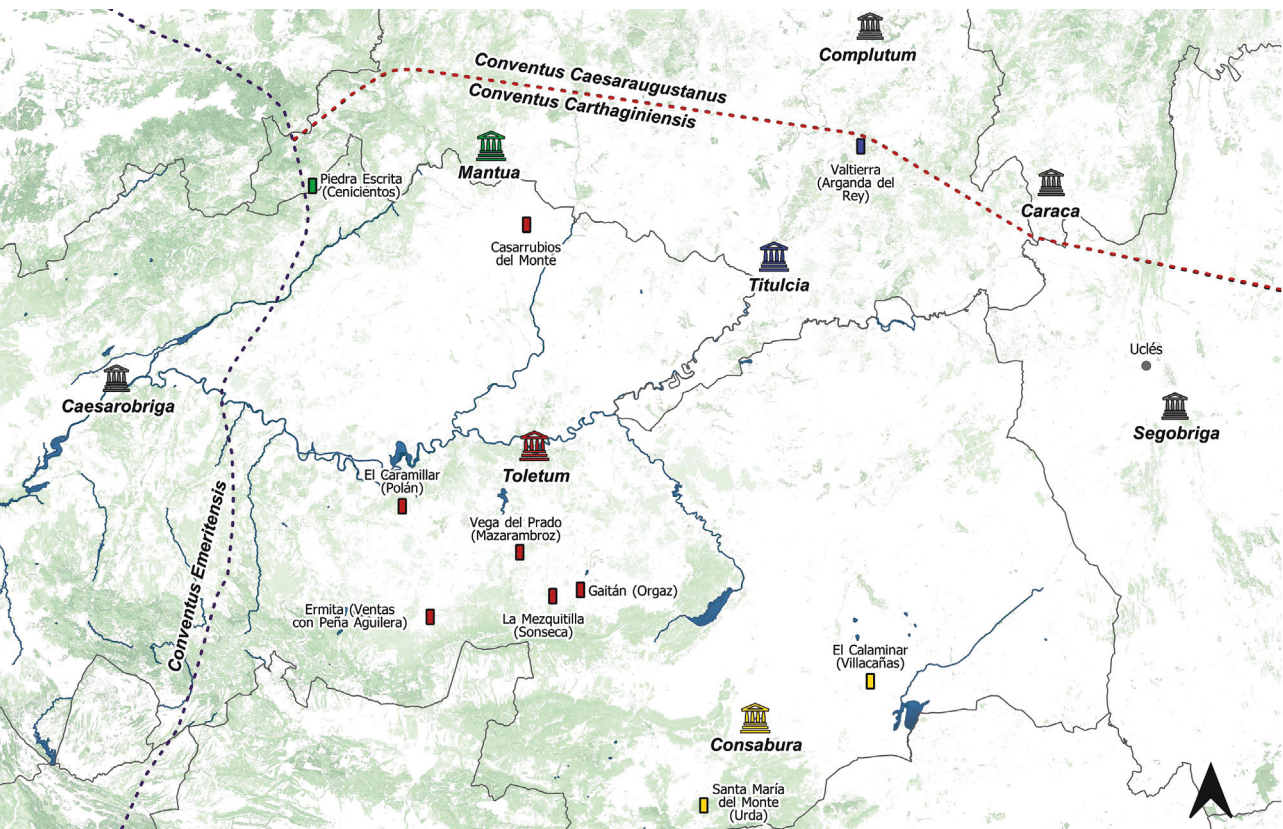 Complutum
Conventus Caesaraugustanus
Conventus Carthaginiensis
Mantua
Piedra Escrita
(Cenicientos)
Valtierra
(Arganda del
Rey)
Caraca
Casarrubios
del Monte
Titulcia
Uclés
Caesarobriga
Segobriga
Toletum
El Caramillar
(Polán)
Vega del Prado
(Mazarambroz)
Conventus Emeritensis
Gaitán (Orgaz)
Ermita (Ventas
con Peña Aguilera)
La Mezquitilla
(Sonseca)
El Calaminar
(Villacañas)
Consabura
Santa María
del Monte
(Urda)